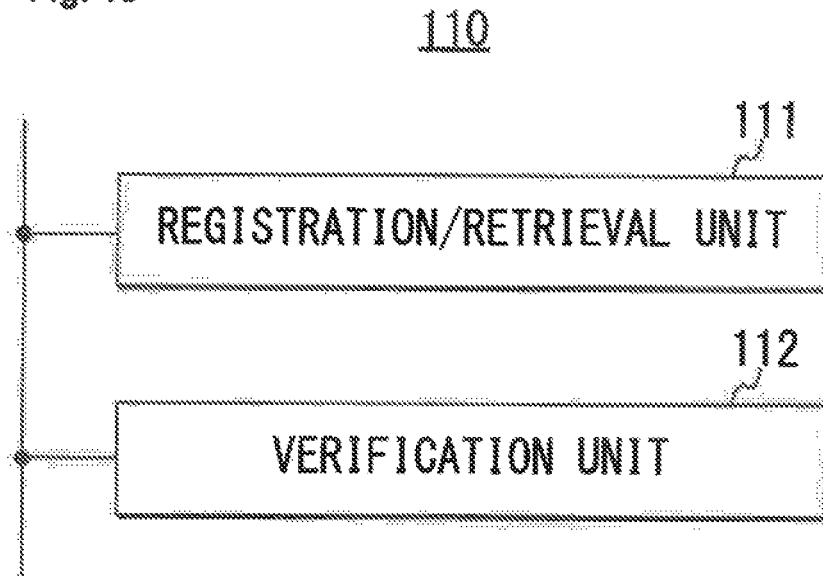 110
111
REGISTRATION/RETRIEVAL UNIT
112
VERIFICATION UNIT